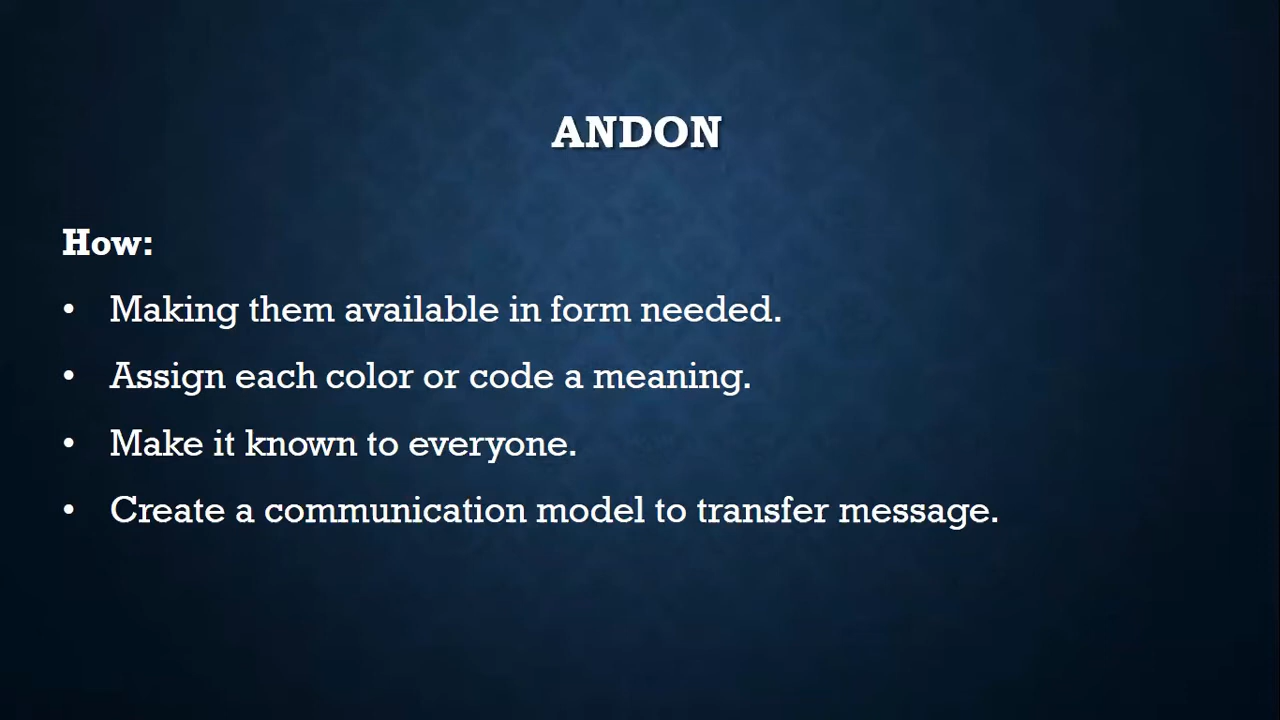 ANDON
How:
• Making them available in form needed.
• Assign each color or code a meaning.
• Make it known to everyone.
• Create a communication model to transfer message.